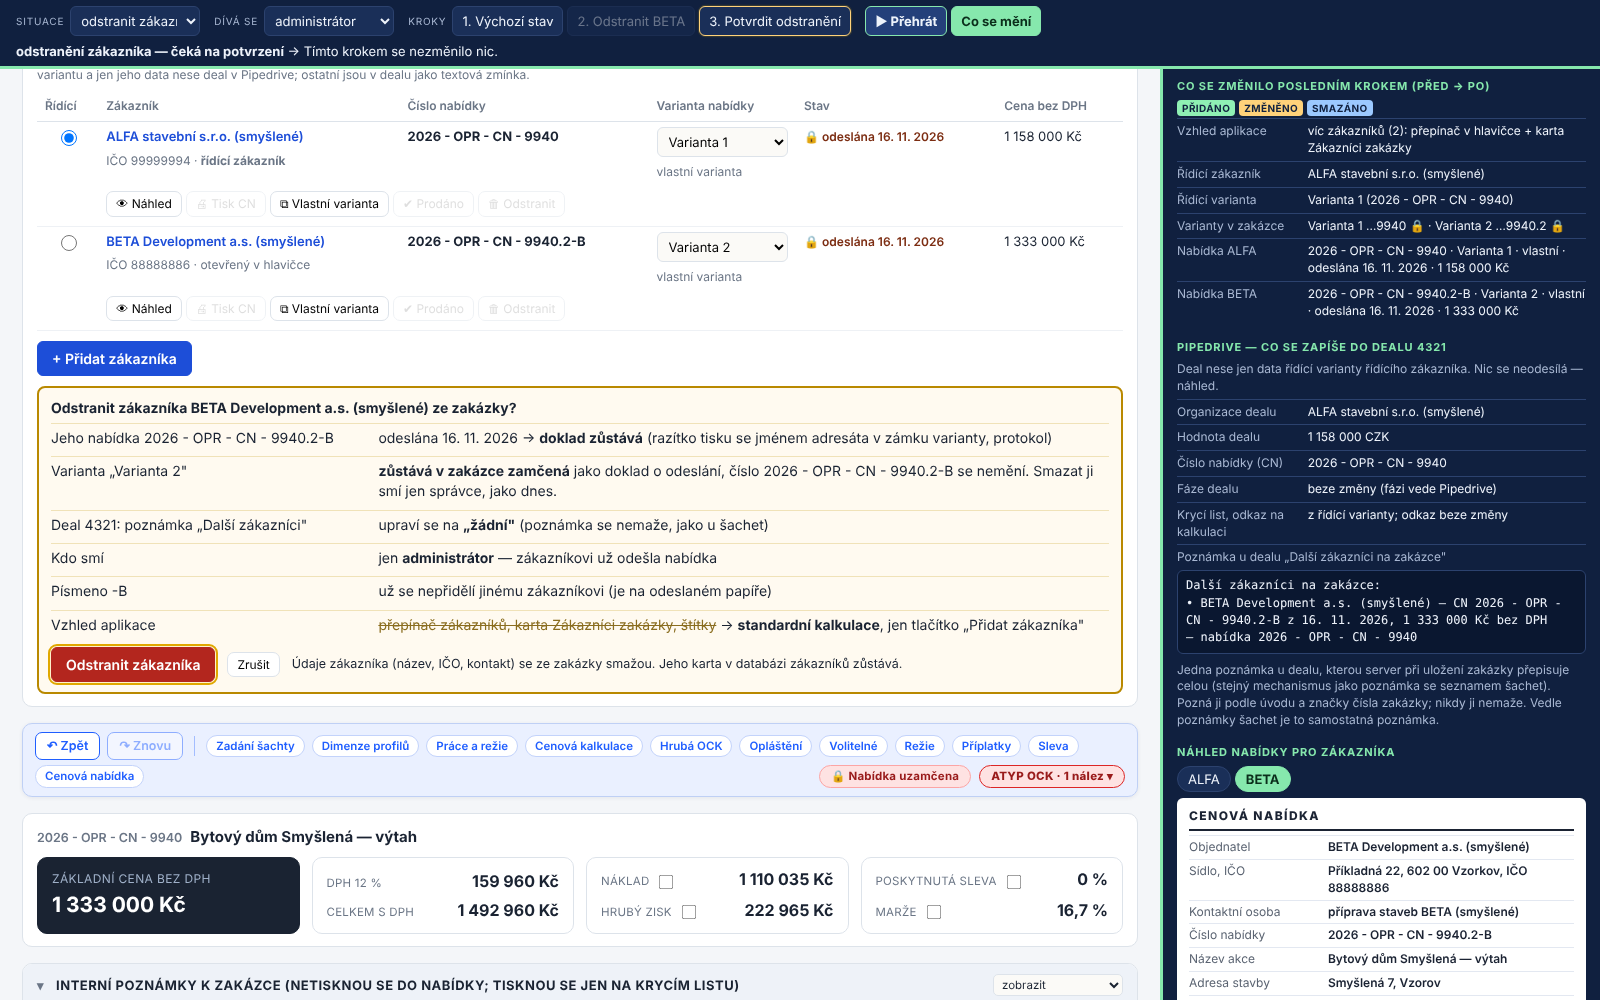 SITUACE odstranit zákazr DÍVÁ SE administrátor KROKY 1. Výchozí stav 2. Odstranit BETA 3. Potvrdit odstranění ▶ Přehrát Co se mění
odstranění zákazníka — čeká na potvrzení → Tímto krokem se nezměnilo nic.
variantu a jen jeho data nese deal v Pipedrive; ostatní jsou v dealu jako textová zmínka.
Řídící Zákazník Číslo nabídky Varianta nabídky Stav Cena bez DPH
ALFA stavební s.r.o. (smyšlené) 2026 - OPR - CN - 9940 Varianta 1 🔒 odeslána 16. 11. 2026 1 158 000 Kč
IČO 99999994 · řídící zákazník vlastní varianta
👁 Náhled 🖨 Tisk CN ⧉ Vlastní varianta ✔ Prodáno 🗑 Odstranit
BETA Development a.s. (smyšlené) 2026 - OPR - CN - 9940.2-B Varianta 2 🔒 odeslána 16. 11. 2026 1 333 000 Kč
IČO 88888886 · otevřený v hlavičce vlastní varianta
👁 Náhled 🖨 Tisk CN ⧉ Vlastní varianta ✔ Prodáno 🗑 Odstranit
+ Přidat zákazníka
Odstranit zákazníka BETA Development a.s. (smyšlené) ze zakázky?
Jeho nabídka 2026 - OPR - CN - 9940.2-B odeslána 16. 11. 2026 → doklad zůstává (razítko tisku se jménem adresáta v zámku varianty, protokol)
Varianta „Varianta 2" zůstává v zakázce zamčená jako doklad o odeslání, číslo 2026 - OPR - CN - 9940.2-B se nemění. Smazat ji
smí jen správce, jako dnes.
Deal 4321: poznámka „Další zákazníci" upraví se na „žádní" (poznámka se nemaže, jako u šachet)
Kdo smí jen administrátor — zákazníkovi už odešla nabídka
Písmeno -B už se nepřidělí jinému zákazníkovi (je na odeslaném papíře)
Vzhled aplikace přepínač zákazníků, karta Zákazníci zakázky, štítky → standardní kalkulace, jen tlačítko „Přidat zákazníka"
Odstranit zákazníka Zrušit Údaje zákazníka (název, IČO, kontakt) se ze zakázky smažou. Jeho karta v databázi zákazníků zůstává.
↶ Zpět ↷ Znovu Zadání šachty Dimenze profilů Práce a režie Cenová kalkulace Hrubá OCK Opláštění Volitelné Režie Příplatky Sleva
Cenová nabídka 🔒 Nabídka uzamčena ATYP OCK · 1 nález ▾
2026 - OPR - CN - 9940 Bytový dům Smyšlená — výtah
ZÁKLADNÍ CENA BEZ DPH
1 333 000 Kč
DPH 12 % 159 960 Kč
CELKEM S DPH 1 492 960 Kč
NÁKLAD 1 110 035 Kč
HRUBÝ ZISK 222 965 Kč
POSKYTNUTÁ SLEVA 0 %
MARŽE 16,7 %
▼ INTERNÍ POZNÁMKY K ZAKÁZCE (NETISKNOU SE DO NABÍDKY; TISKNOU SE JEN NA KRYCÍM LISTU) zobrazit
CO SE ZMĚNILO POSLEDNÍM KROKEM (PŘED → PO)
PŘIDÁNO ZMĚNĚNO SMAZÁNO
Vzhled aplikace víc zákazníků (2): přepínač v hlavičce + karta
Zákazníci zakázky
Řídící zákazník ALFA stavební s.r.o. (smyšlené)
Řídící varianta Varianta 1 (2026 - OPR - CN - 9940)
Varianty v zakázce Varianta 1 …9940 🔒 · Varianta 2 …9940.2 🔒
Nabídka ALFA 2026 - OPR - CN - 9940 · Varianta 1 · vlastní ·
odeslána 16. 11. 2026 · 1 158 000 Kč
Nabídka BETA 2026 - OPR - CN - 9940.2-B · Varianta 2 · vlastní
· odeslána 16. 11. 2026 · 1 333 000 Kč
PIPEDRIVE — CO SE ZAPÍŠE DO DEALU 4321
Deal nese jen data řídící varianty řídícího zákazníka. Nic se neodesílá —
náhled.
Organizace dealu ALFA stavební s.r.o. (smyšlené)
Hodnota dealu 1 158 000 CZK
Číslo nabídky (CN) 2026 - OPR - CN - 9940
Fáze dealu beze změny (fázi vede Pipedrive)
Krycí list, odkaz na z řídící varianty; odkaz beze změny
kalkulaci
Poznámka u dealu „Další zákazníci na zakázce"
Další zákazníci na zakázce:
• BETA Development a.s. (smyšlené) — CN 2026 - OPR -
CN - 9940.2-B z 16. 11. 2026, 1 333 000 Kč bez DPH
— nabídka 2026 - OPR - CN - 9940
Jedna poznámka u dealu, kterou server při uložení zakázky přepisuje
celou (stejný mechanismus jako poznámka se seznamem šachet).
Pozná ji podle úvodu a značky čísla zakázky; nikdy ji nemaže. Vedle
poznámky šachet je to samostatná poznámka.
NÁHLED NABÍDKY PRO ZÁKAZNÍKA
ALFA BETA
CENOVÁ NABÍDKA
Objednatel BETA Development a.s. (smyšlené)
Sídlo, IČO Příkladná 22, 602 00 Vzorkov, IČO
88888886
Kontaktní osoba příprava staveb BETA (smyšlené)
Číslo nabídky 2026 - OPR - CN - 9940.2-B
Název akce Bytový dům Smyšlená — výtah
Adresa stavby Smyšlená 7, Vzorov